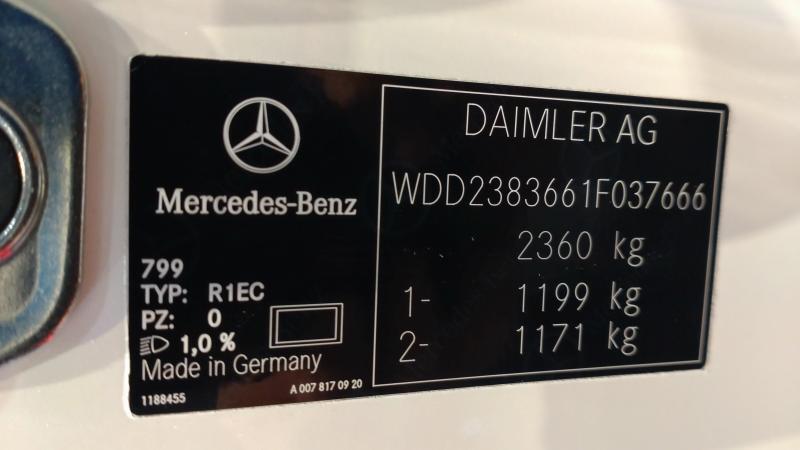 Mercedes-Benz
799
TYP: R1EC
PZ: 0
1,0 %
Made in Germany
1188455
A 007 817 09 20
DAIMLER AG
WDD2383661F037666
2360 kg
1- 1199 kg
2- 1171 kg